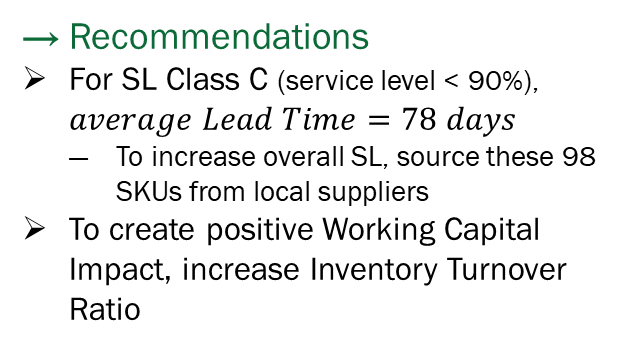 → Recommendations
➢ For SL Class C (service level < 90%),
average Lead Time = 78 days
— To increase overall SL, source these 98
SKUs from local suppliers
➢ To create positive Working Capital
Impact, increase Inventory Turnover
Ratio